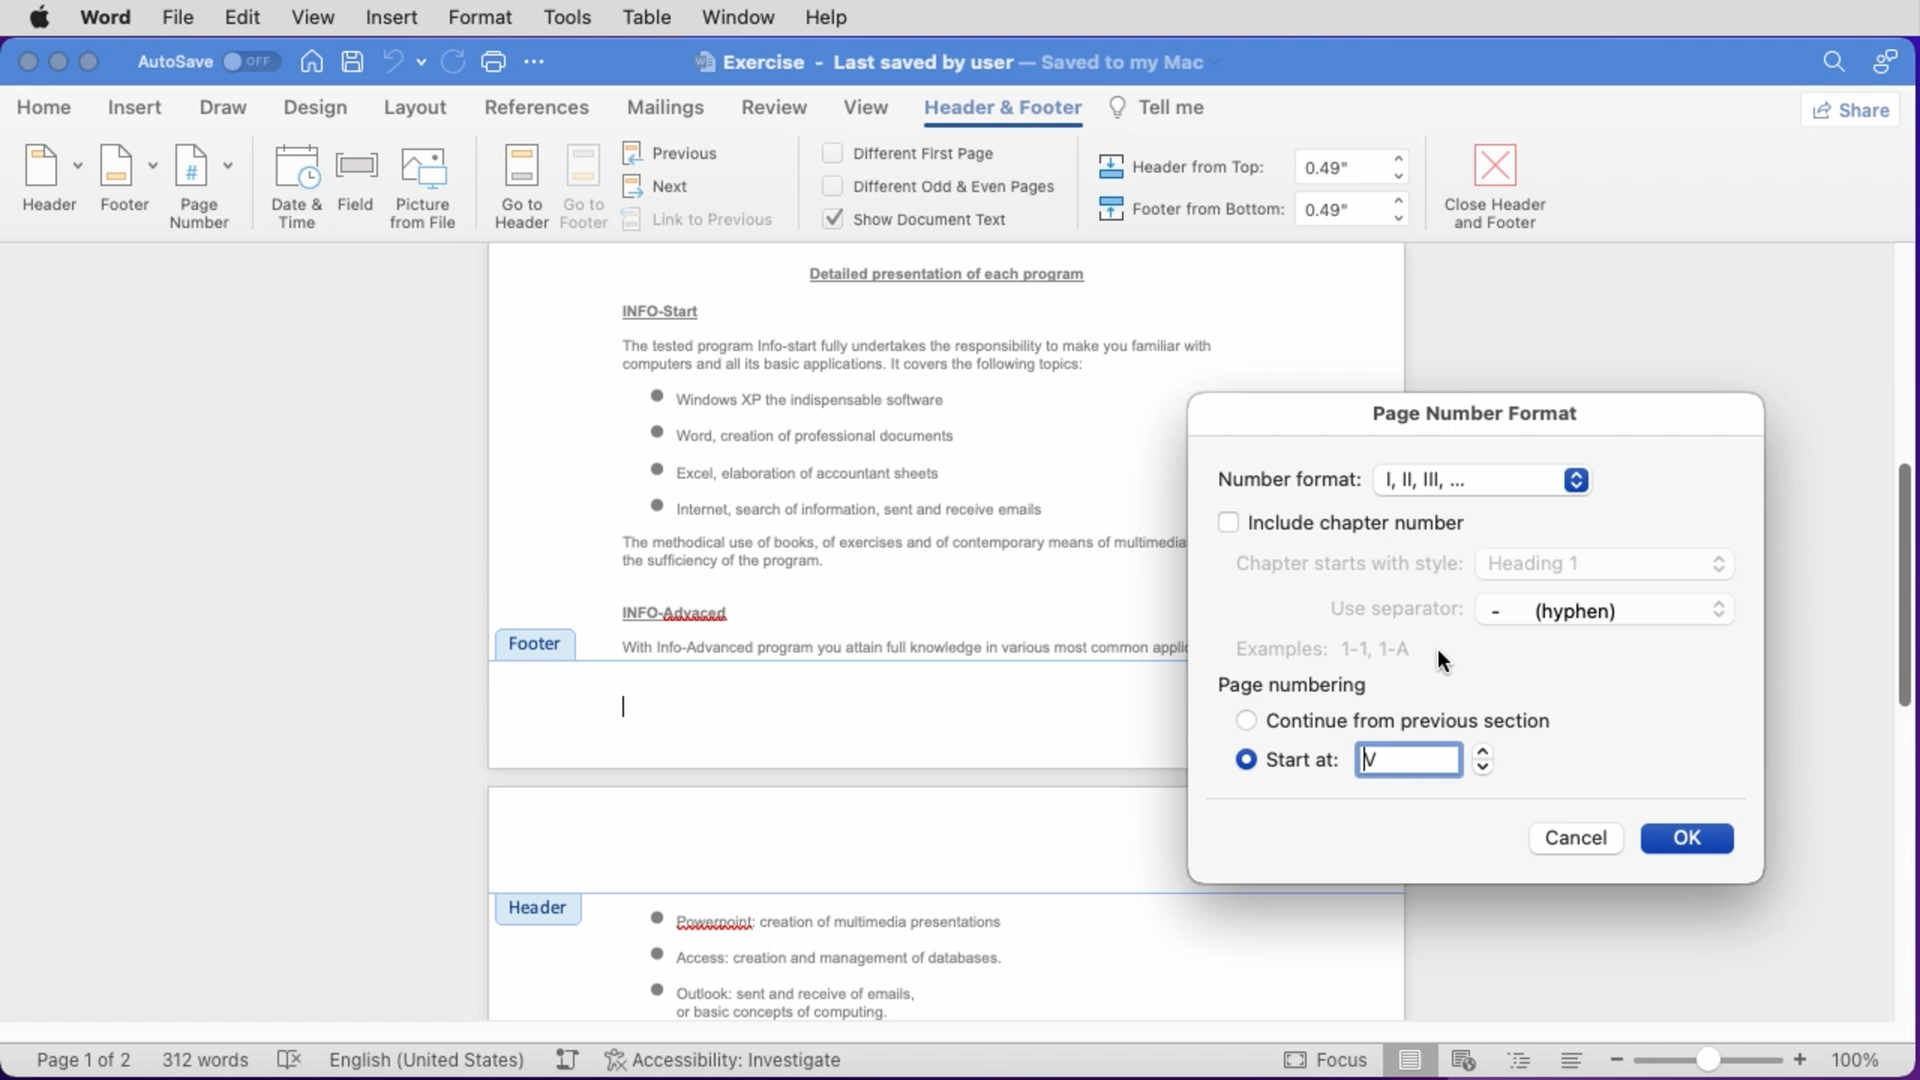 Word File Edit View Insert Format Tools Table Window Help
AutoSave OFF Exercise - Last saved by user — Saved to my Mac
Home Insert Draw Design Layout References Mailings Review View Header & Footer Tell me Share
Header
Footer
# Page Number
Date & Time
Field
Picture from File
Go to Header
Go to Footer
Previous
Next
Link to Previous
Different First Page
Different Odd & Even Pages
Show Document Text
Header from Top: 0.49"
Footer from Bottom: 0.49"
Close Header and Footer
Detailed presentation of each program
INFO-Start
The tested program Info-start fully undertakes the responsibility to make you familiar with
computers and all its basic applications. It covers the following topics:
Windows XP the indispensable software
Word, creation of professional documents
Excel, elaboration of accountant sheets
Internet, search of information, sent and receive emails
The methodical use of books, of exercises and of contemporary means of multimedia
the sufficiency of the program.
INFO-Advaced
Footer
With Info-Advanced program you attain full knowledge in various most common applic
Header
Powerpoint: creation of multimedia presentations
Access: creation and management of databases.
Outlook: sent and receive of emails,
or basic concepts of computing.
Page Number Format
Number format: I, II, III, ...
Include chapter number
Chapter starts with style: Heading 1
Use separator: - (hyphen)
Examples: 1-1, 1-A
Page numbering
Continue from previous section
Start at: V
Cancel OK
Page 1 of 2 312 words English (United States) Accessibility: Investigate Focus 100%